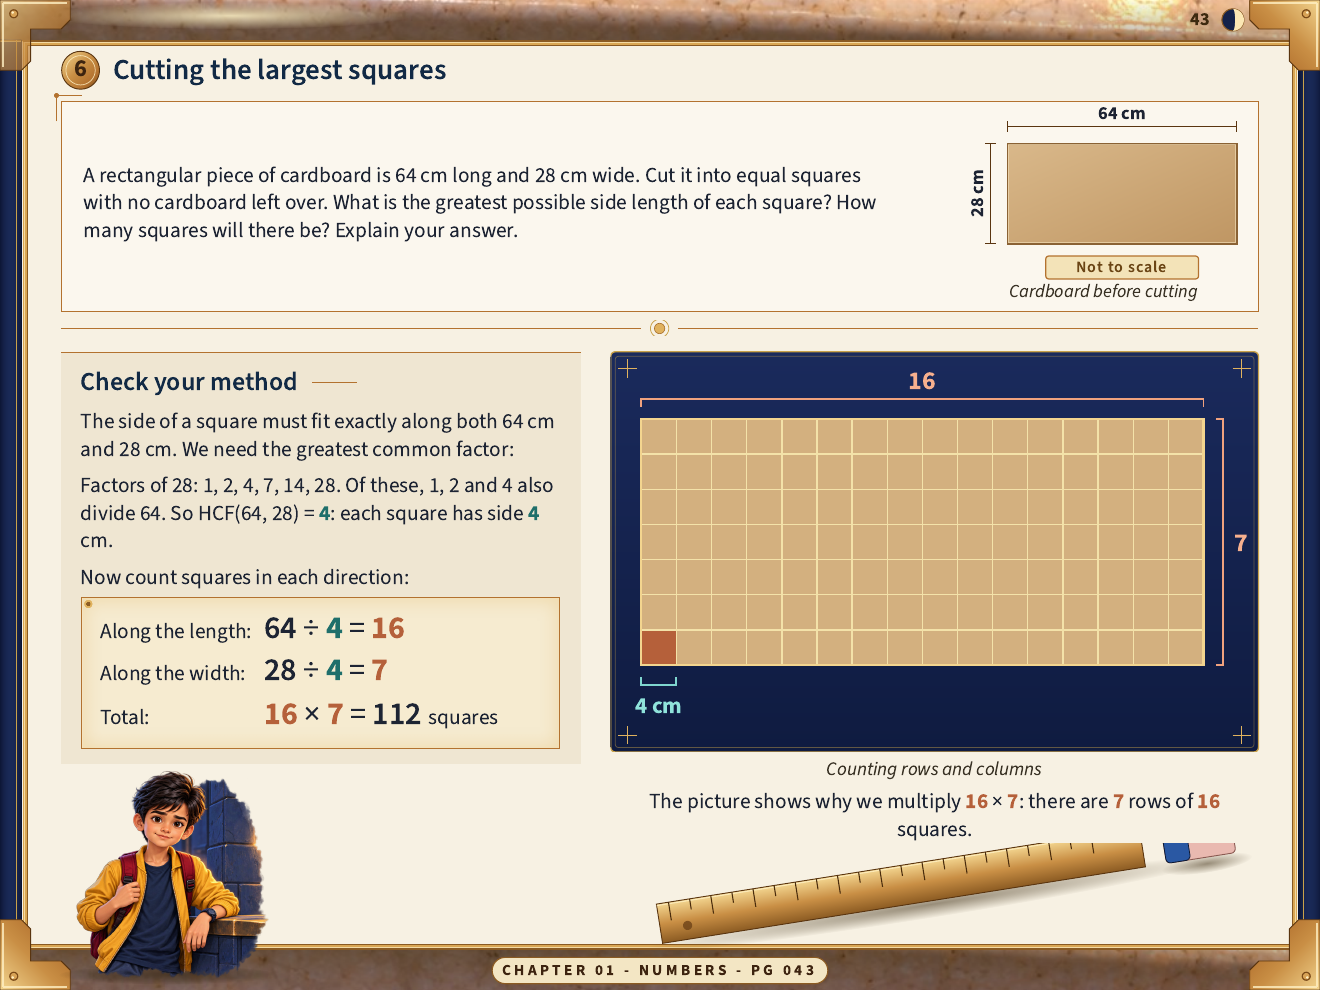 43
6 Cutting the largest squares
A rectangular piece of cardboard is 64 cm long and 28 cm wide. Cut it into equal squares
with no cardboard left over. What is the greatest possible side length of each square? How
many squares will there be? Explain your answer.
64 cm
28 cm
Not to scale
Cardboard before cutting
Check your method
The side of a square must fit exactly along both 64 cm
and 28 cm. We need the greatest common factor:
Factors of 28: 1, 2, 4, 7, 14, 28. Of these, 1, 2 and 4 also
divide 64. So HCF(64, 28) = 4: each square has side 4
cm.
Now count squares in each direction:
Along the length: 64 ÷ 4 = 16
Along the width: 28 ÷ 4 = 7
Total: 16 × 7 = 112 squares
16
7
4 cm
Counting rows and columns
The picture shows why we multiply 16 × 7: there are 7 rows of 16
squares.
CHAPTER 01 - NUMBERS - PG 043